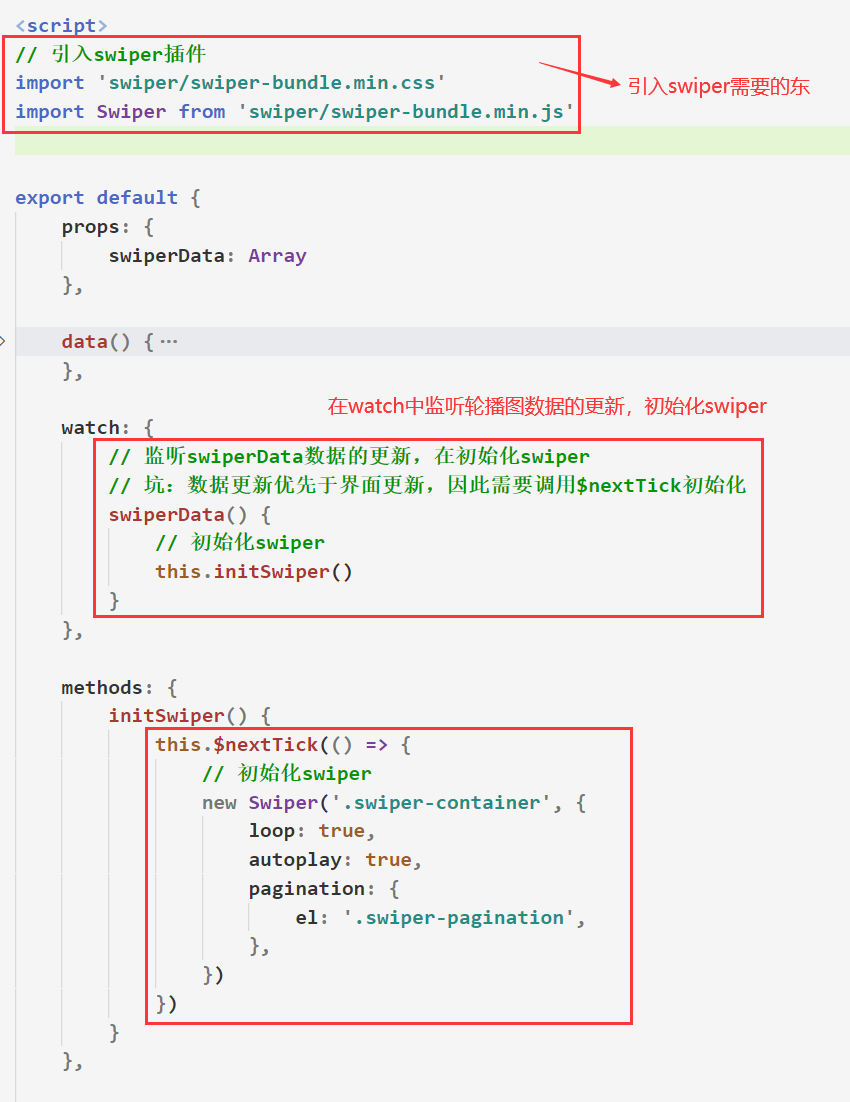 <script>
// 引入swiper插件
import 'swiper/swiper-bundle.min.css'
引入swiper需要的东
import Swiper from 'swiper/swiper-bundle.min.js'
export default {
props: {
swiperData: Array
},
data() { ···
},
在watch中监听轮播图数据的更新，初始化swiper
watch: {
// 监听swiperData数据的更新，在初始化swiper
// 坑：数据更新优先于界面更新，因此需要调用$nextTick初始化
swiperData() {
// 初始化swiper
this.initSwiper()
}
},
methods: {
initSwiper() {
this.$nextTick(() => {
// 初始化swiper
new Swiper('.swiper-container', {
loop: true,
autoplay: true,
pagination: {
el: '.swiper-pagination',
},
})
})
}
},